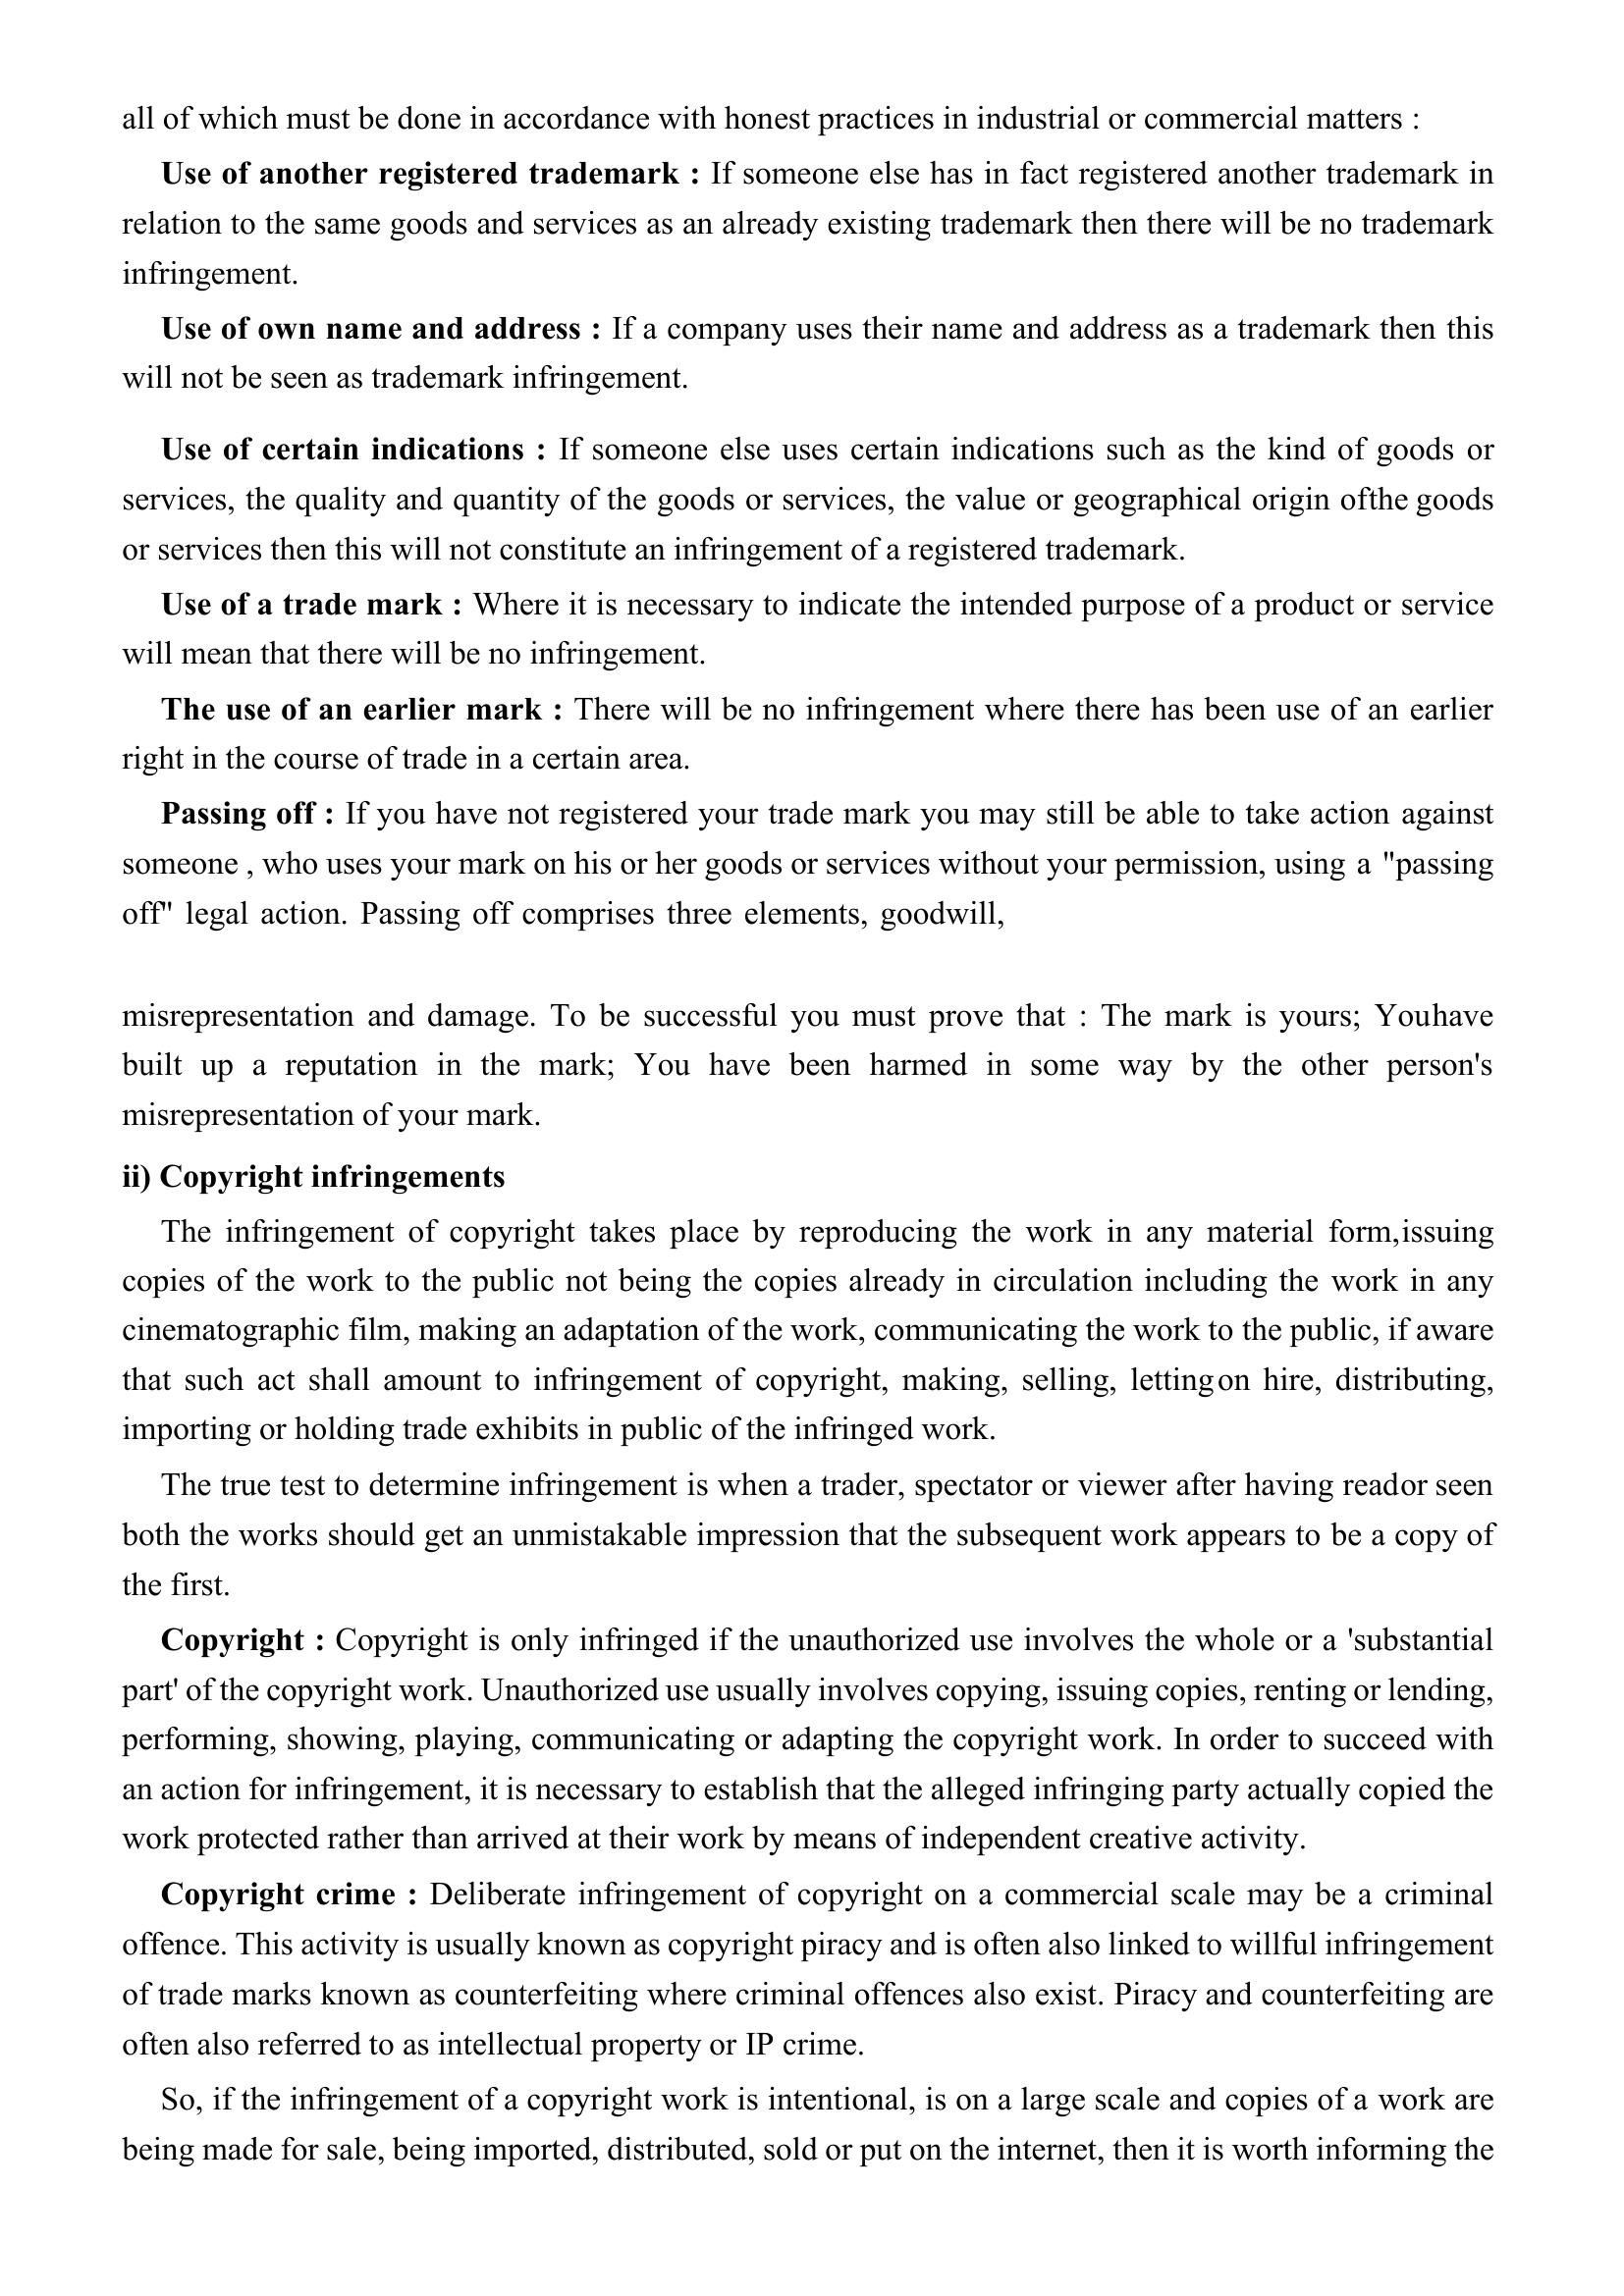 all of which must be done in accordance with honest practices in industrial or commercial matters :
Use of another registered trademark : If someone else has in fact registered another trademark in
relation to the same goods and services as an already existing trademark then there will be no trademark
infringement.
Use of own name and address : If a company uses their name and address as a trademark then this
will not be seen as trademark infringement.
Use of certain indications : If someone else uses certain indications such as the kind of goods or
services, the quality and quantity of the goods or services, the value or geographical origin ofthe goods
or services then this will not constitute an infringement of a registered trademark.
Use of a trade mark : Where it is necessary to indicate the intended purpose of a product or service
will mean that there will be no infringement.
The use of an earlier mark : There will be no infringement where there has been use of an earlier
right in the course of trade in a certain area.
Passing off : If you have not registered your trade mark you may still be able to take action against
someone , who uses your mark on his or her goods or services without your permission, using a "passing
off" legal action. Passing off comprises three elements, goodwill,
misrepresentation and damage. To be successful you must prove that : The mark is yours; Youhave
built up a reputation in the mark; You have been harmed in some way by the other person's
misrepresentation of your mark.
ii) Copyright infringements
The infringement of copyright takes place by reproducing the work in any material form,issuing
copies of the work to the public not being the copies already in circulation including the work in any
cinematographic film, making an adaptation of the work, communicating the work to the public, if aware
that such act shall amount to infringement of copyright, making, selling, lettingon hire, distributing,
importing or holding trade exhibits in public of the infringed work.
The true test to determine infringement is when a trader, spectator or viewer after having reador seen
both the works should get an unmistakable impression that the subsequent work appears to be a copy of
the first.
Copyright : Copyright is only infringed if the unauthorized use involves the whole or a 'substantial
part' of the copyright work. Unauthorized use usually involves copying, issuing copies, renting or lending,
performing, showing, playing, communicating or adapting the copyright work. In order to succeed with
an action for infringement, it is necessary to establish that the alleged infringing party actually copied the
work protected rather than arrived at their work by means of independent creative activity.
Copyright crime : Deliberate infringement of copyright on a commercial scale may be a criminal
offence. This activity is usually known as copyright piracy and is often also linked to willful infringement
of trade marks known as counterfeiting where criminal offences also exist. Piracy and counterfeiting are
often also referred to as intellectual property or IP crime.
So, if the infringement of a copyright work is intentional, is on a large scale and copies of a work are
being made for sale, being imported, distributed, sold or put on the internet, then it is worth informing the